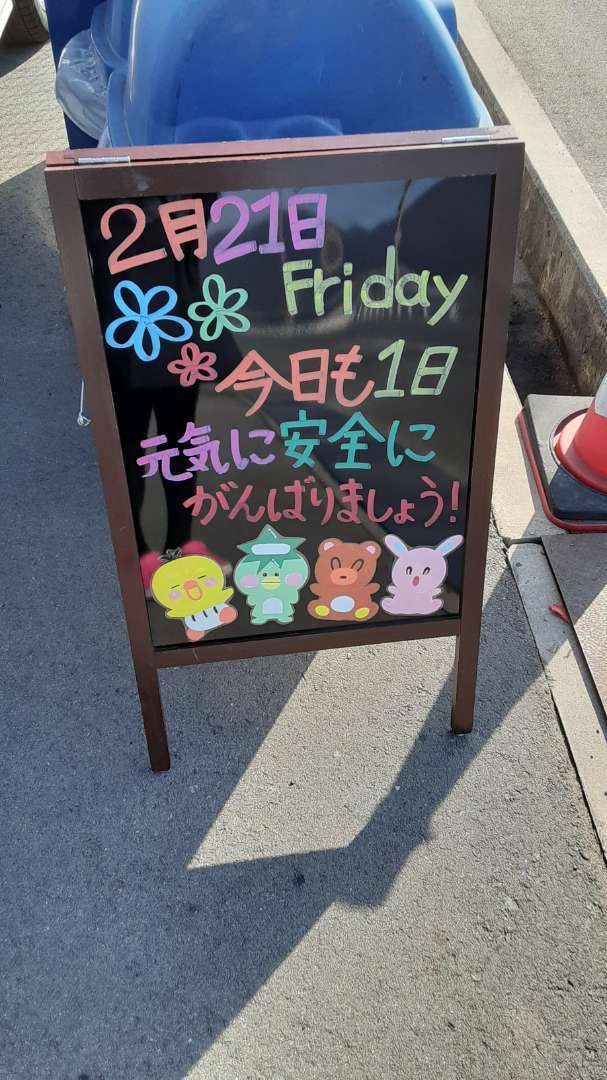 2月21日
Friday
今日も1日
元気に安全に
がんばりましょう!